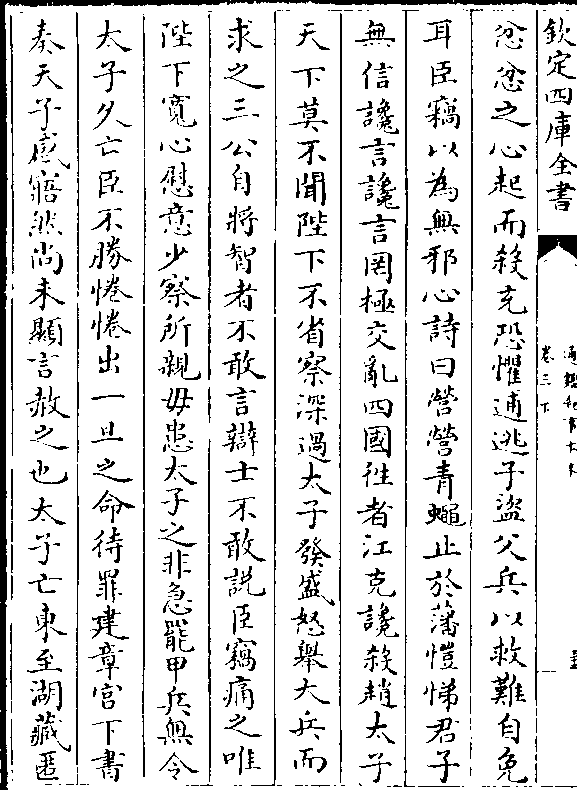 欽定四庫全書
卷三下
忿忿之心起而殺充恐懼逋逃子盜父兵以救難自免
耳臣竊以為無邪心詩曰營營青蠅止於藩愷悌君子
無信讒言讒言罔極交亂四國往者江充讒殺趙太子
天下莫不聞陛下不省察深過太子發盛怒舉大兵而
求之三公自將智者不敢言辯士不敢説臣竊痛之唯
陛下寛心慰意少察所親毋患太子之非急罷甲兵無令
太子久亡臣不勝惓惓出一旦之命待罪建章宮下書
奏天子感寤然尚未顯言赦之也太子亡東至湖藏匿